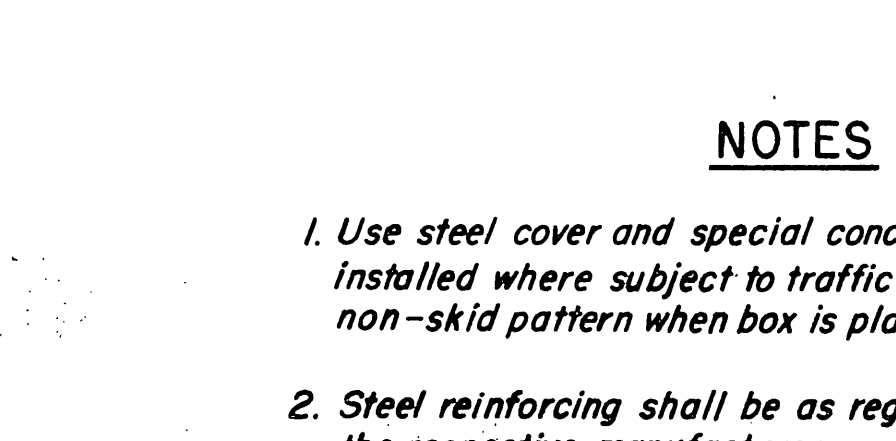 NOTES
1. Use steel cover and special conc
installed where subject to traffic
non-skid pattern when box is pla
2. Steel reinforcing shall be as req